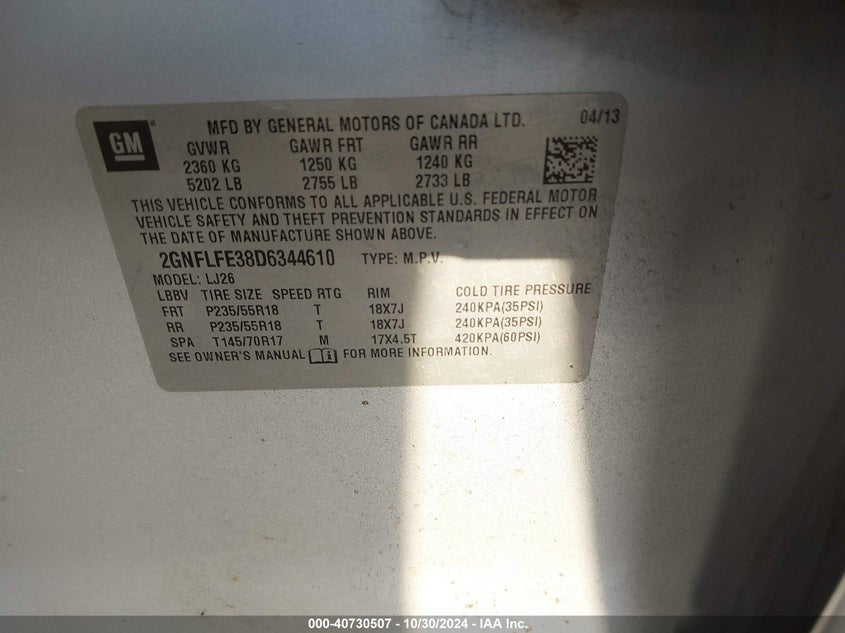 GM
MFD BY GENERAL MOTORS OF CANADA LTD. 04/13
GVWR GAWR FRT GAWR RR
2360 KG 1250 KG 1240 KG
5202 LB 2755 LB 2733 LB
THIS VEHICLE CONFORMS TO ALL APPLICABLE U.S. FEDERAL MOTOR
VEHICLE SAFETY AND THEFT PREVENTION STANDARDS IN EFFECT ON
THE DATE OF MANUFACTURE SHOWN ABOVE.
2GNFLFE38D6344610 TYPE: M.P.V.
MODEL: LJ26
LBBV TIRE SIZE SPEED RTG RIM COLD TIRE PRESSURE
FRT P235/55R18 T 18X7J 240KPA(35PSI)
RR P235/55R18 T 18X7J 240KPA(35PSI)
SPA T145/70R17 M 17X4.5T 420KPA(60PSI)
SEE OWNER'S MANUAL FOR MORE INFORMATION.
000-40730507 - 10/30/2024 - IAA Inc.